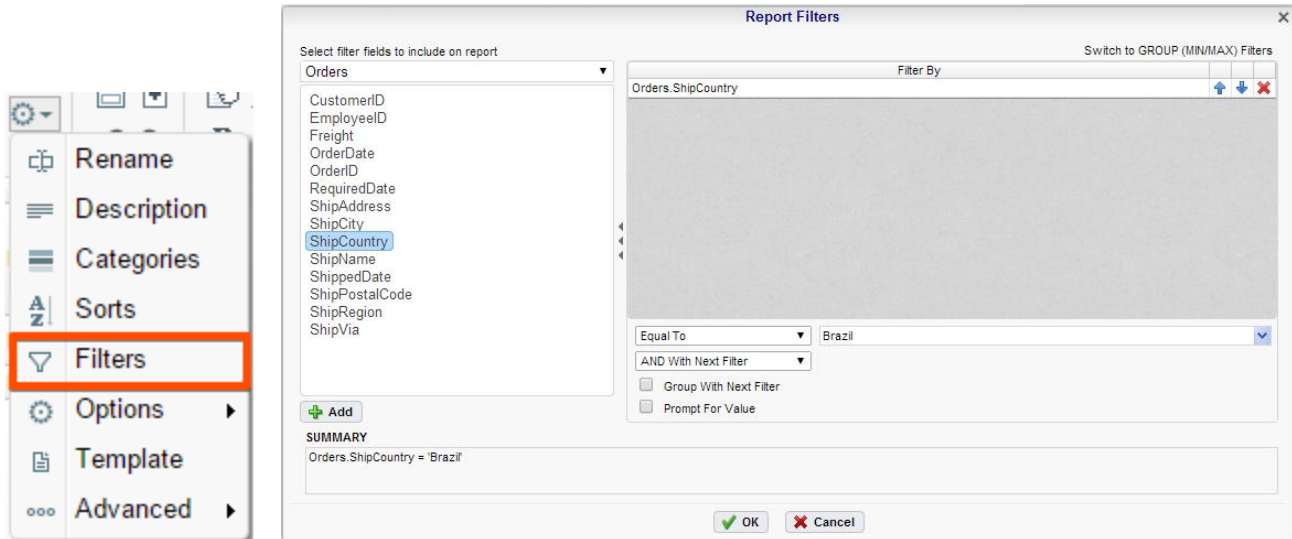 Rename
Description
Categories
Sorts
Filters
Options
Template
Advanced
Report Filters
Select filter fields to include on report
Switch to GROUP (MIN/MAX) Filters
Orders
Filter By
Orders.ShipCountry
CustomerID
EmployeeID
Freight
OrderDate
OrderID
RequiredDate
ShipAddress
ShipCity
ShipCountry
ShipName
ShippedDate
ShipPostalCode
ShipRegion
ShipVia
Equal To
Brazil
AND With Next Filter
Group With Next Filter
Prompt For Value
Add
SUMMARY
Orders.ShipCountry = 'Brazil'
OK
Cancel